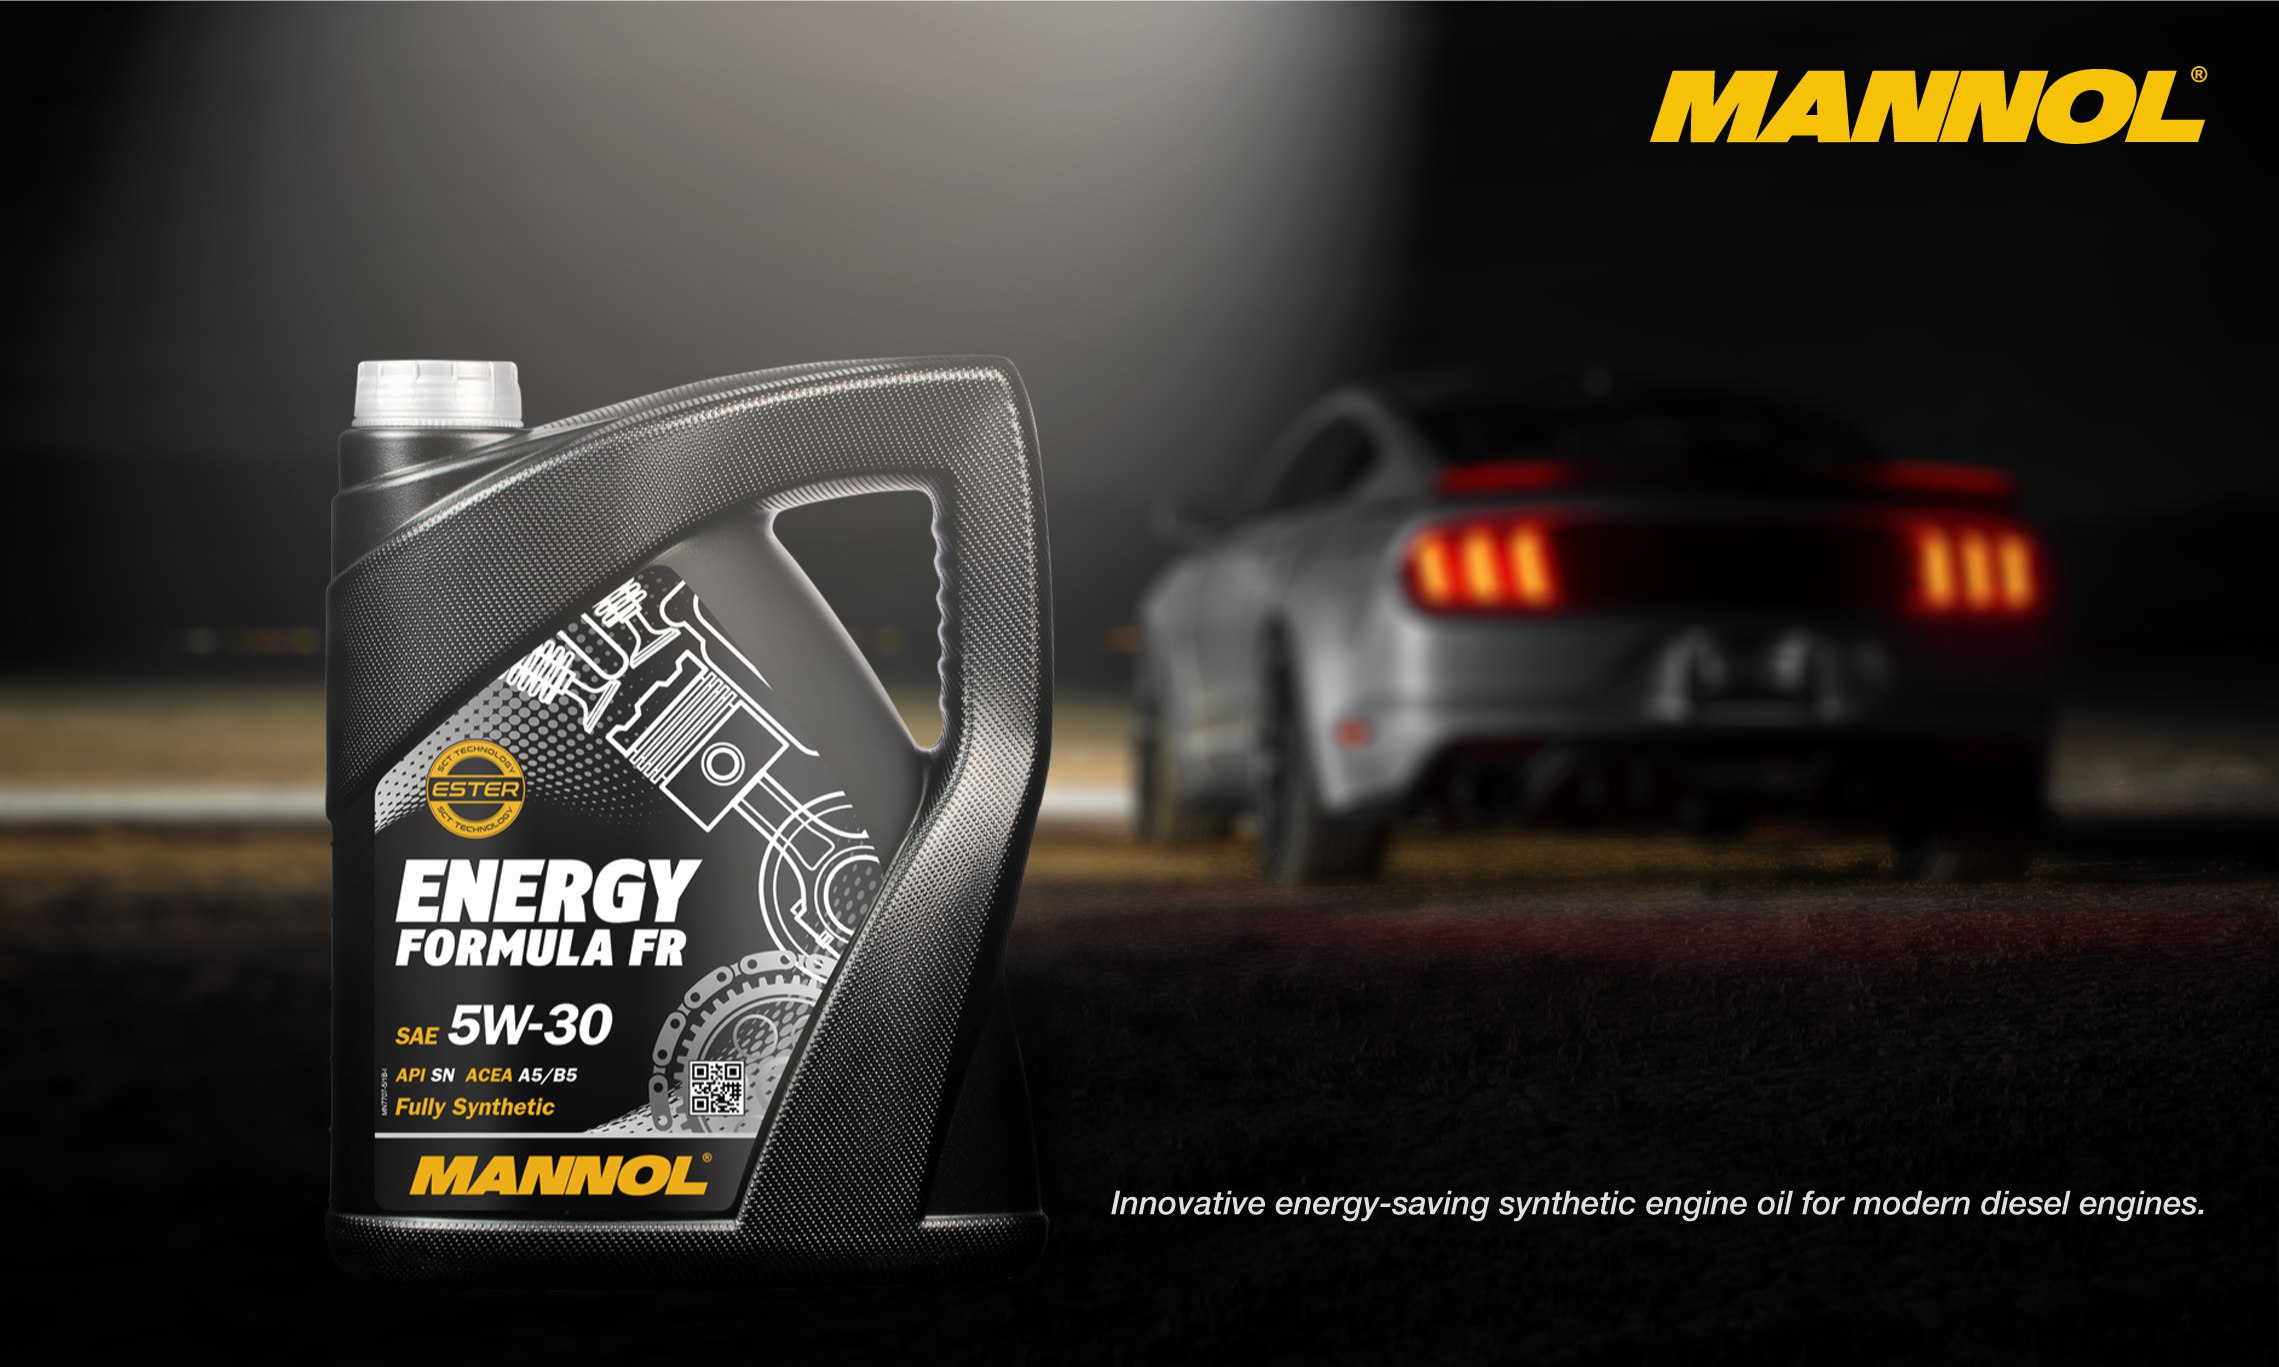 MANNOL®
SCT TECHNOLOGY
ESTER
SCT TECHNOLOGY
ENERGY
FORMULA FR
SAE 5W-30
API SN ACEA A5/B5
Fully Synthetic
MANNOL®
Innovative energy-saving synthetic engine oil for modern diesel engines.